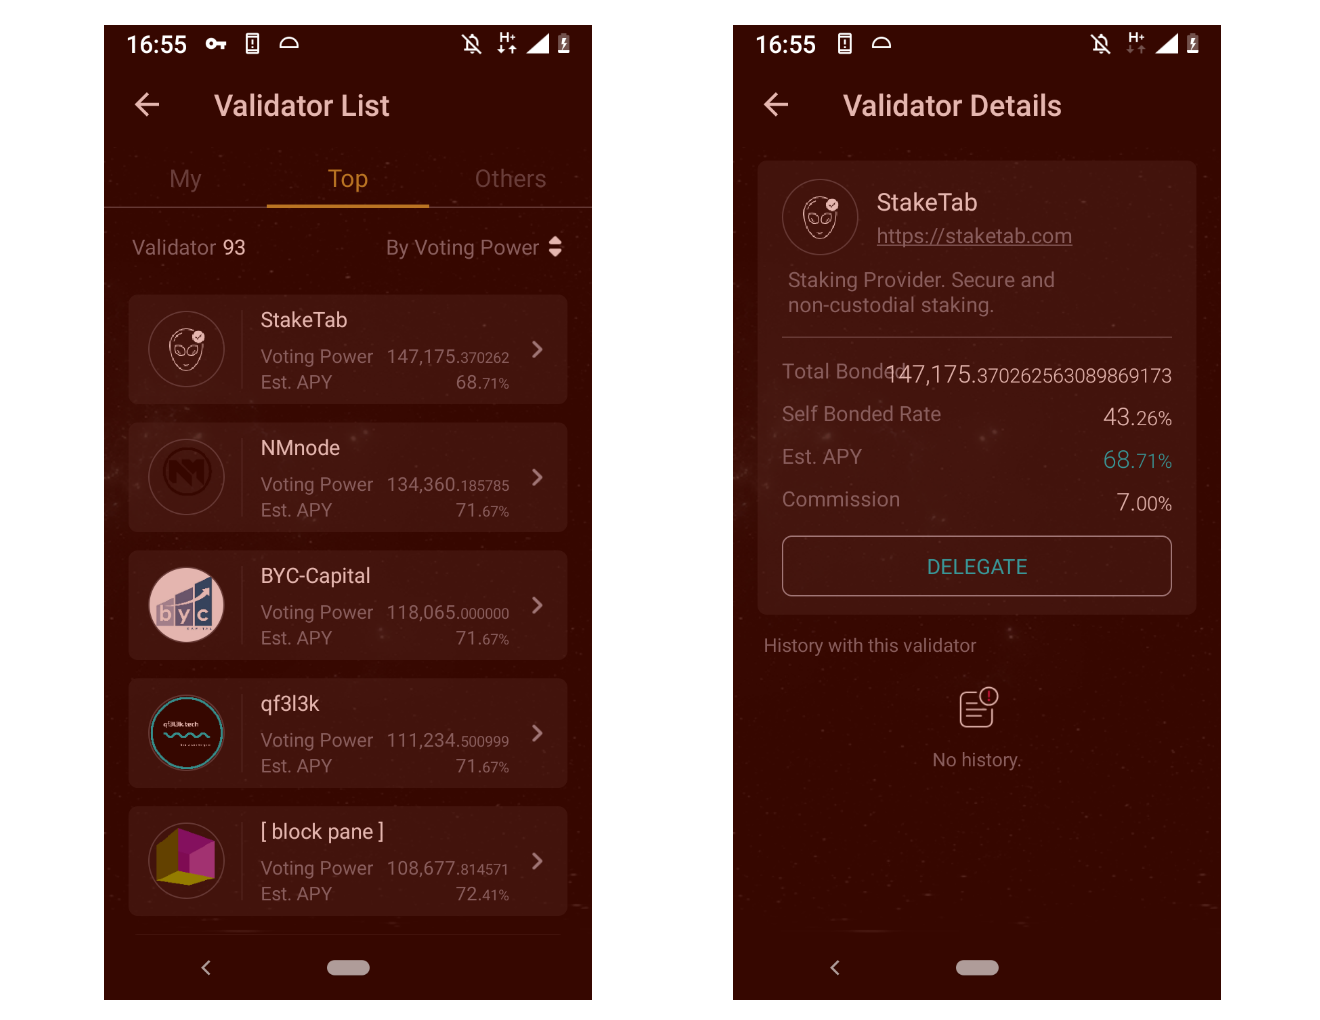 16:55
Validator List
My Top Others
Validator 93 By Voting Power
StakeTab
Voting Power 147,175.370262
Est. APY 68.71%
NMnode
Voting Power 134,360.185785
Est. APY 71.67%
BYC-Capital
Voting Power 118,065.000000
Est. APY 71.67%
byc
qf3l3k
Voting Power 111,234.500999
Est. APY 71.67%
qf3l3k.tech
[ block pane ]
Voting Power 108,677.814571
Est. APY 72.41%
16:55
H+
Validator Details
StakeTab
https://staketab.com
Staking Provider. Secure and
non-custodial staking.
Total Bonded 147,175.370262563089869173
Self Bonded Rate 43.26%
Est. APY 68.71%
Commission 7.00%
DELEGATE
History with this validator
No history.